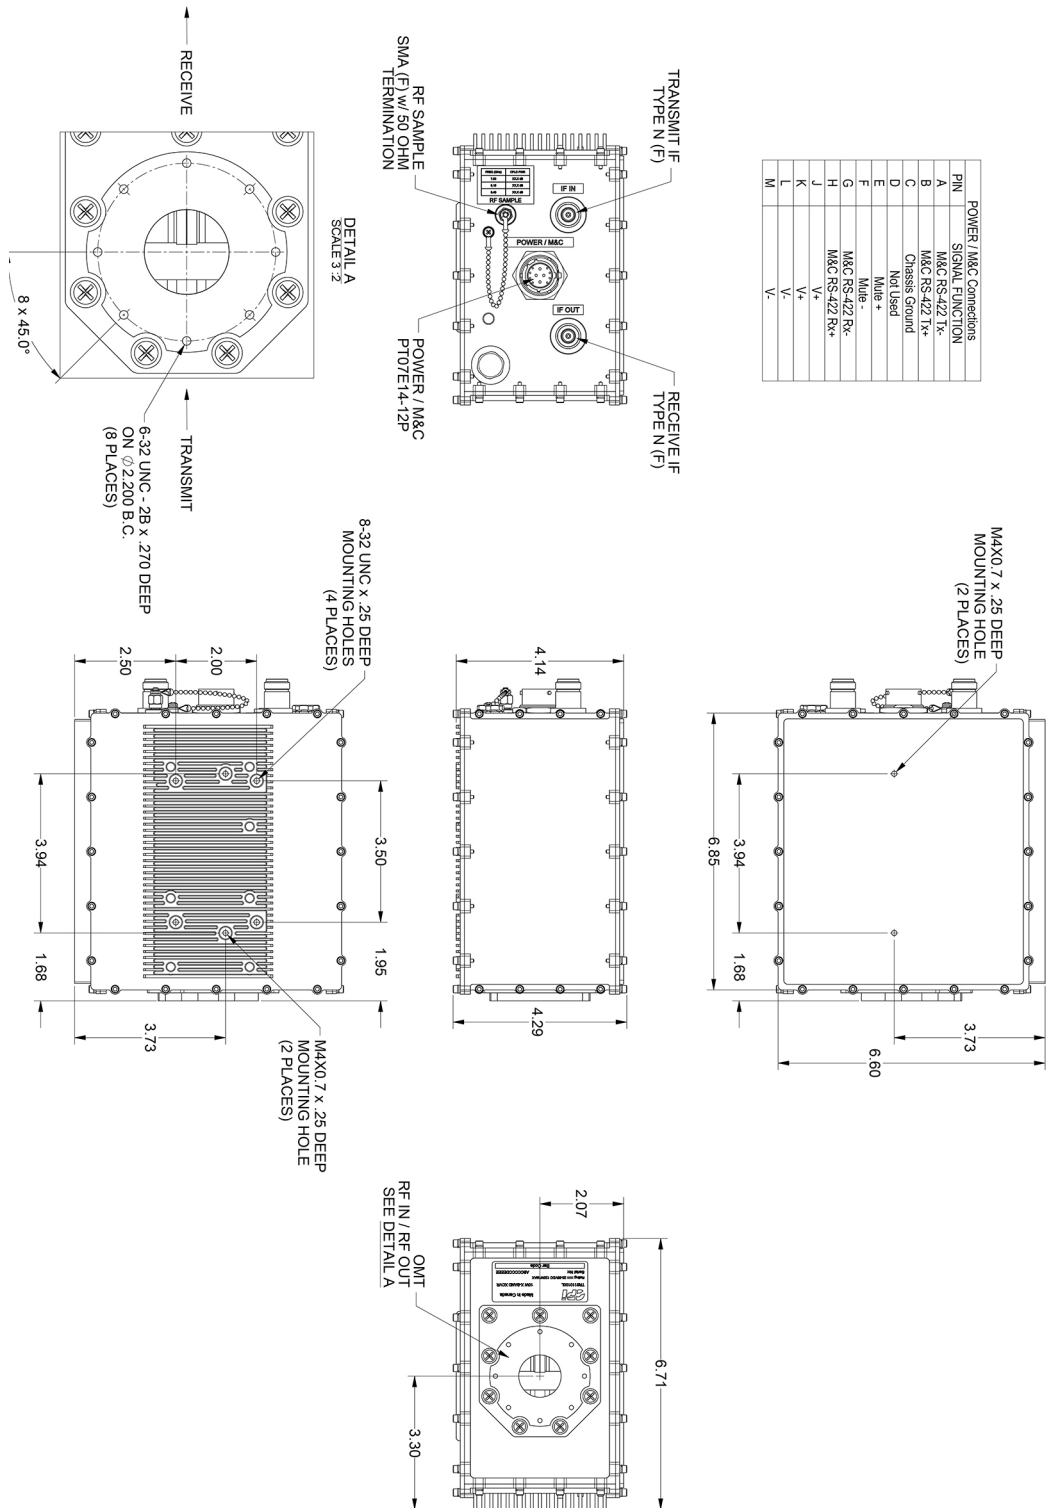 POWER / M&C Connections
PIN SIGNAL FUNCTION
A M&C RS-422 Tx-
B M&C RS-422 Tx+
C Chassis Ground
D Not Used
E Mute +
F Mute -
G M&C RS-422 Rx-
H M&C RS-422 Rx+
J V+
K V+
L V-
M V-
M4X0.7 x .25 DEEP
MOUNTING HOLE
(2 PLACES)
3.94
1.68
6.85
3.73
6.60
TRANSMIT IF
TYPE N (F)
RECEIVE IF
TYPE N (F)
IF IN
IF OUT
POWER / M&C
RF SAMPLE
RF SAMPLE
SMA (F) w/ 50 OHM
TERMINATION
POWER / M&C
PT07E14-12P
4.14
4.29
6.71
2.07
3.30
Made in Canada
Bar Code
OMT
RF IN / RF OUT
SEE DETAIL A
DETAIL A
SCALE 3:2
RECEIVE
TRANSMIT
8 x 45.0°
6-32 UNC - 2B x .270 DEEP
ON ∅ 2.200 B.C.
(8 PLACES)
8-32 UNC x .25 DEEP
MOUNTING HOLES
(4 PLACES)
2.00
2.50
3.50
1.95
3.94
1.68
3.73
M4X0.7 x .25 DEEP
MOUNTING HOLE
(2 PLACES)